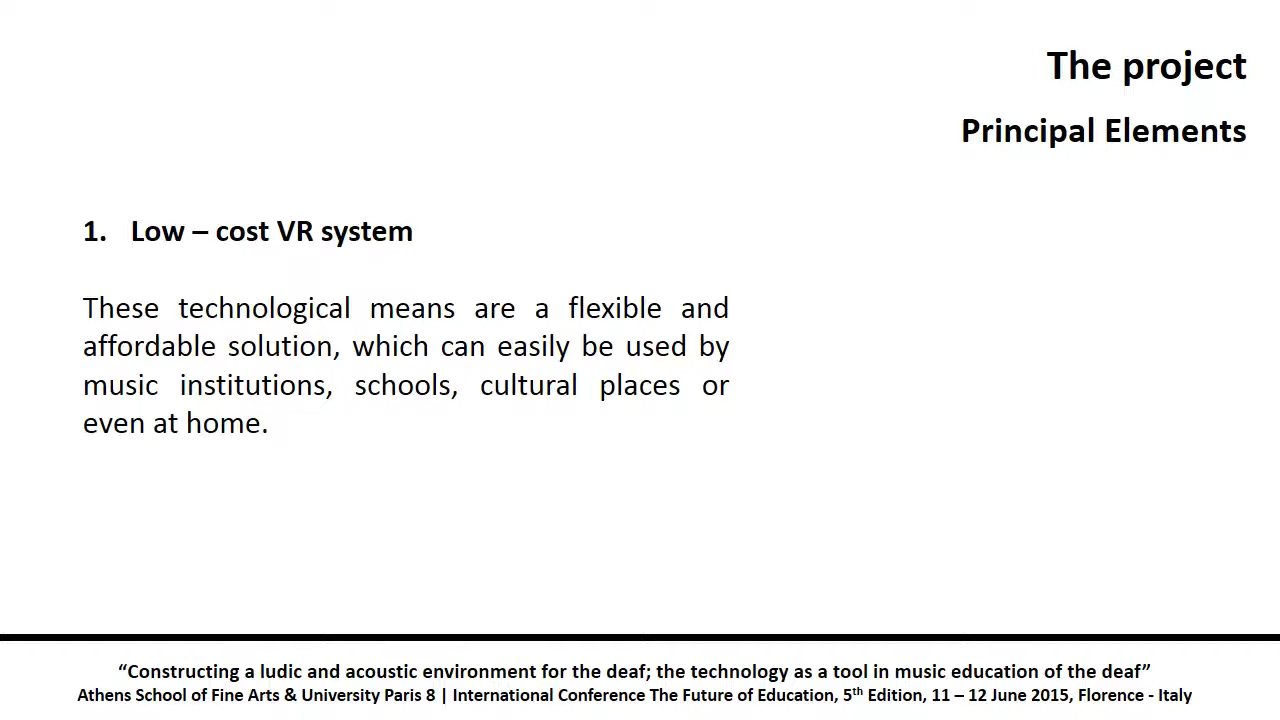 The project
Principal Elements
1. Low – cost VR system
These technological means are a flexible and
affordable solution, which can easily be used by
music institutions, schools, cultural places or
even at home.
“Constructing a ludic and acoustic environment for the deaf; the technology as a tool in music education of the deaf”
Athens School of Fine Arts & University Paris 8 | International Conference The Future of Education, 5th Edition, 11 – 12 June 2015, Florence - Italy